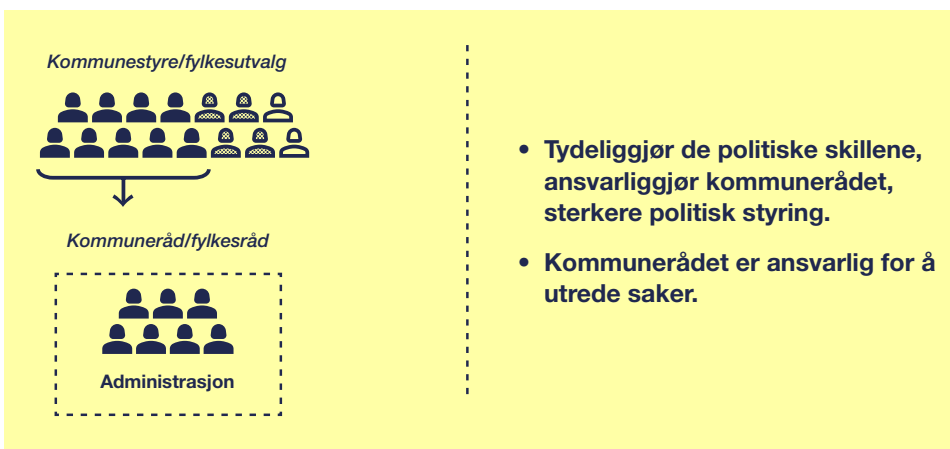 Kommunestyre/fylkesutvalg
Kommuneråd/fylkesråd
Administrasjon
• Tydeliggjør de politiske skillene,
ansvarliggjør kommunerådet,
sterkere politisk styring.
• Kommunerådet er ansvarlig for å
utrede saker.